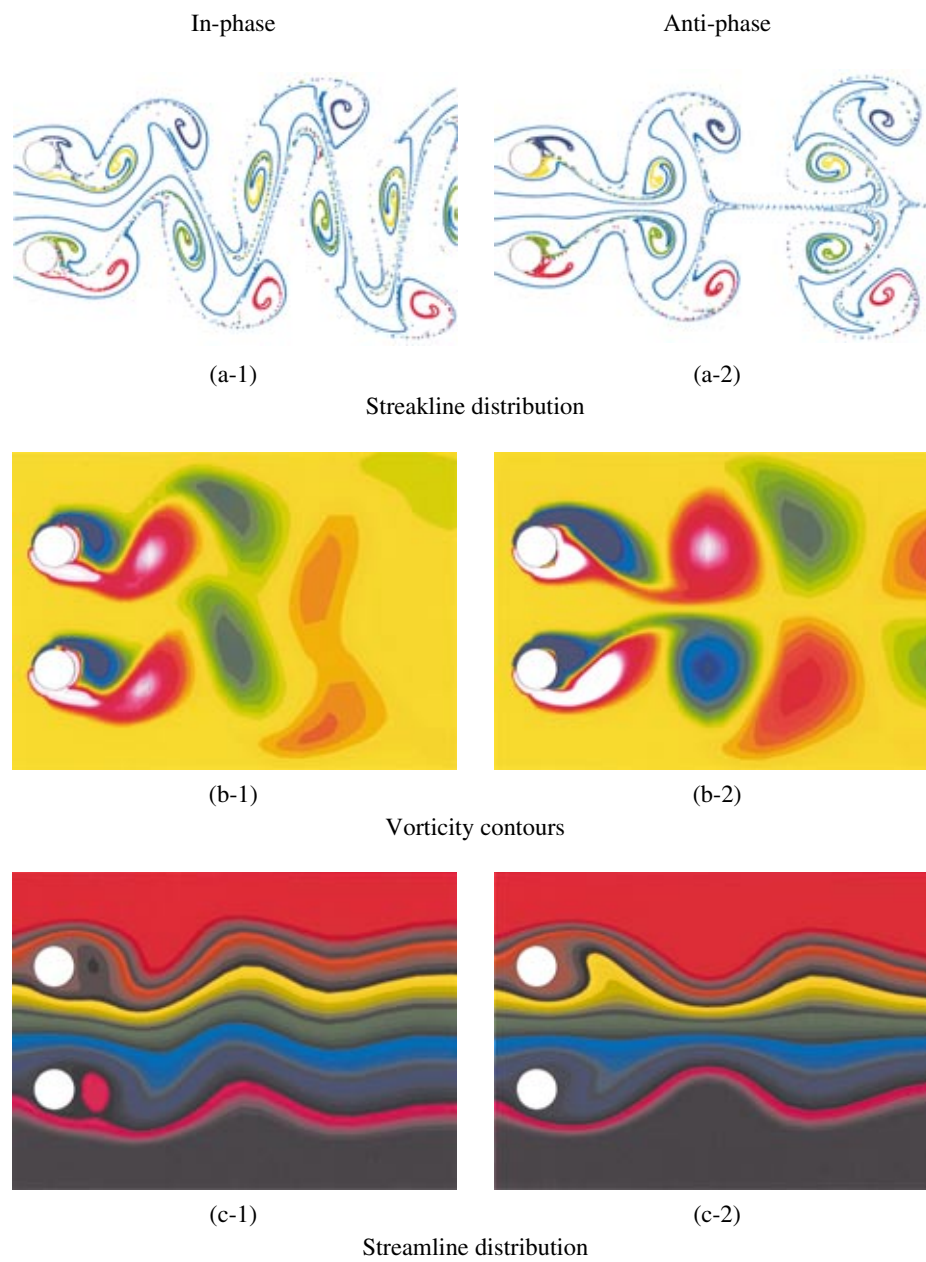 In-phase
Anti-phase
(a-1)
(a-2)
Streakline distribution
(b-1)
(b-2)
Vorticity contours
(c-1)
(c-2)
Streamline distribution